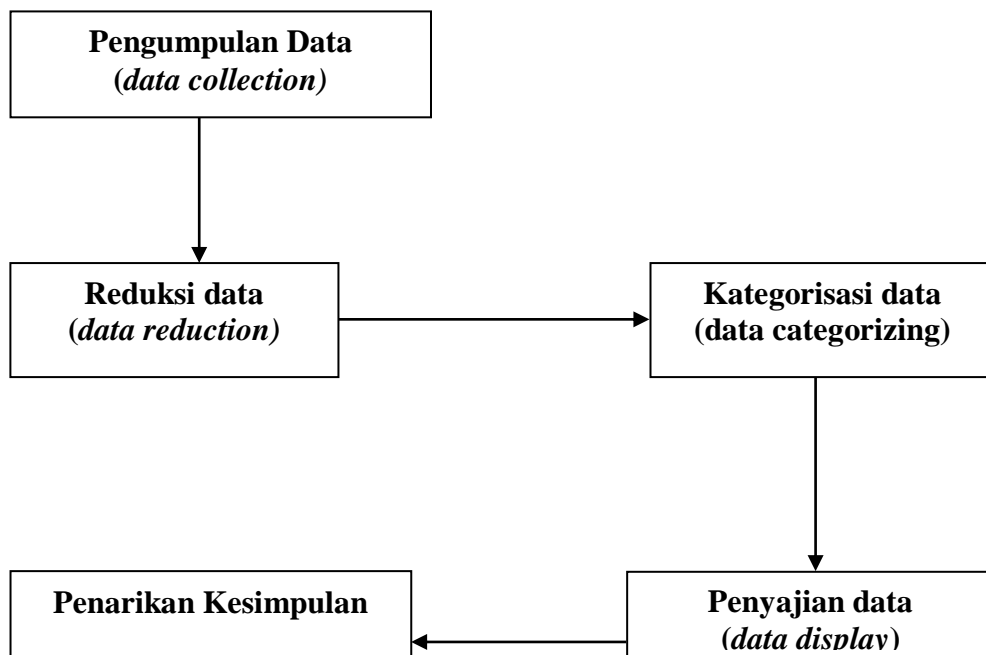 Pengumpulan Data
(data collection)
Reduksi data
(data reduction)
Kategorisasi data
(data categorizing)
Penarikan Kesimpulan
Penyajian data
(data display)